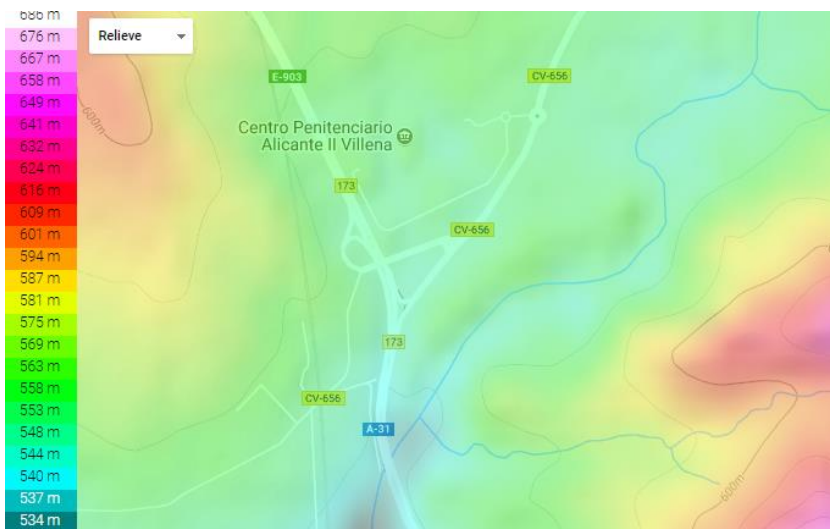 686 m
676 m
667 m
658 m
649 m
641 m
632 m
624 m
616 m
609 m
601 m
594 m
587 m
581 m
575 m
569 m
563 m
558 m
553 m
548 m
544 m
540 m
537 m
534 m
Relieve
E-903
CV-656
600m
Centro Penitenciario
Alicante II Villena
173
CV-656
173
CV-656
A-31
600m